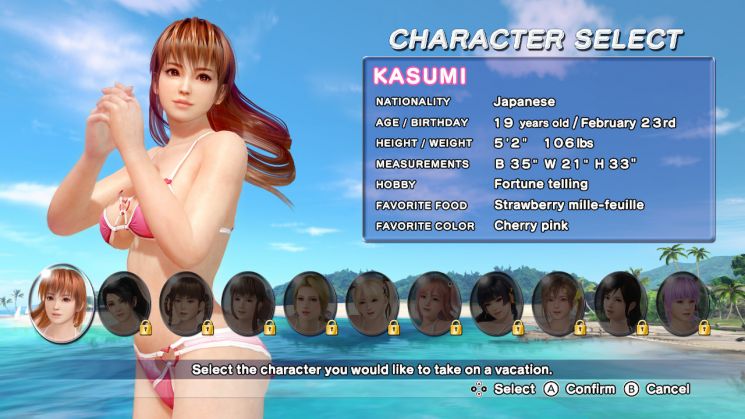 CHARACTER SELECT
KASUMI
NATIONALITY Japanese
AGE / BIRTHDAY 19 years old / February 23rd
HEIGHT / WEIGHT 5'2" 106lbs
MEASUREMENTS B 35" W 21" H 33"
HOBBY Fortune telling
FAVORITE FOOD Strawberry mille-feuille
FAVORITE COLOR Cherry pink
Select the character you would like to take on a vacation.
Select A Confirm B Cancel